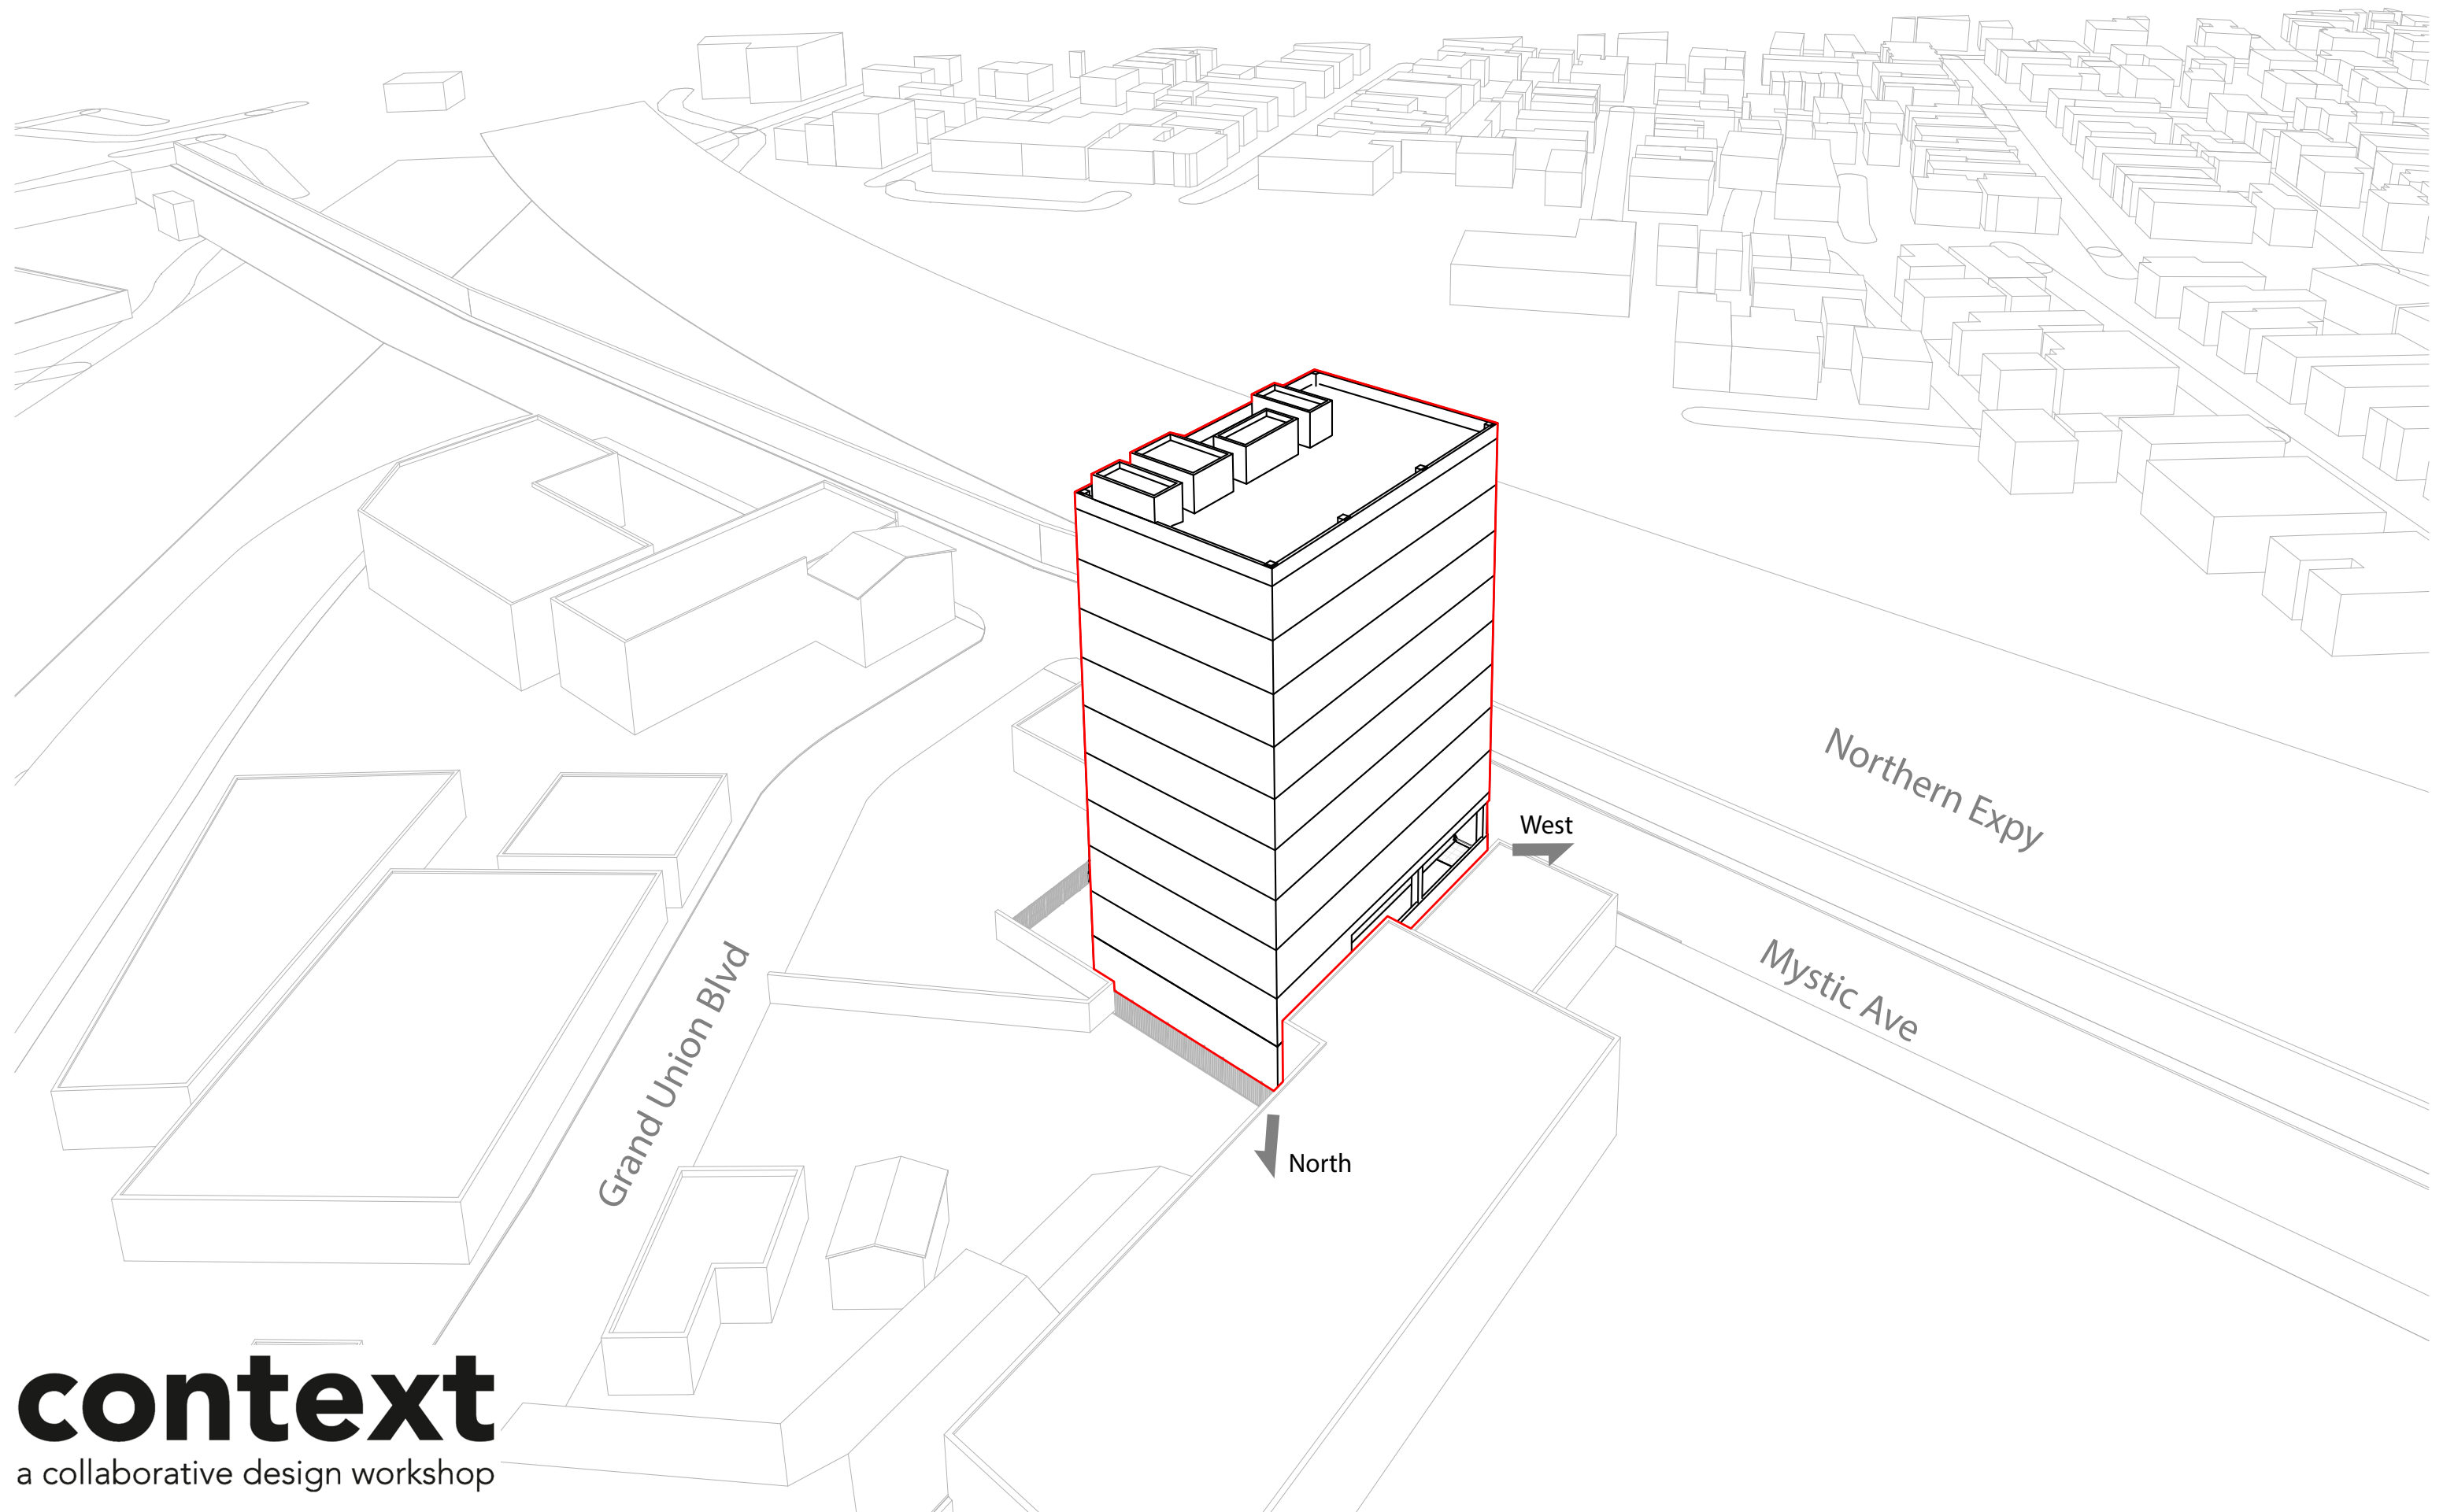 Northern Expy
West
Mystic Ave
Grand Union Blvd
North
context
a collaborative design workshop